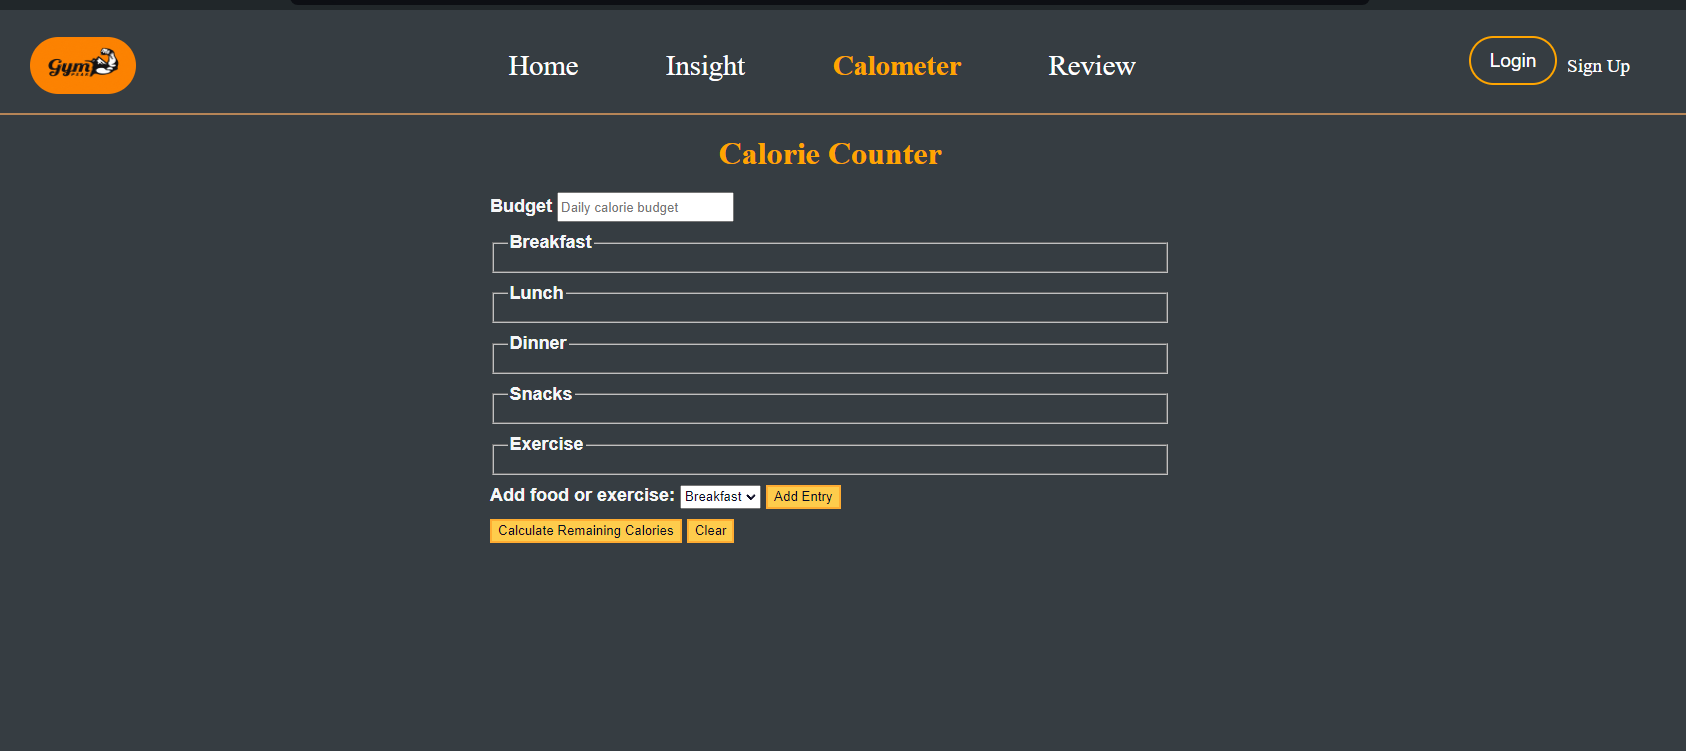 Gym
Home Insight Calometer Review Login Sign Up
Calorie Counter
Budget Daily calorie budget
Breakfast
Lunch
Dinner
Snacks
Exercise
Add food or exercise: Breakfast Add Entry
Calculate Remaining Calories Clear